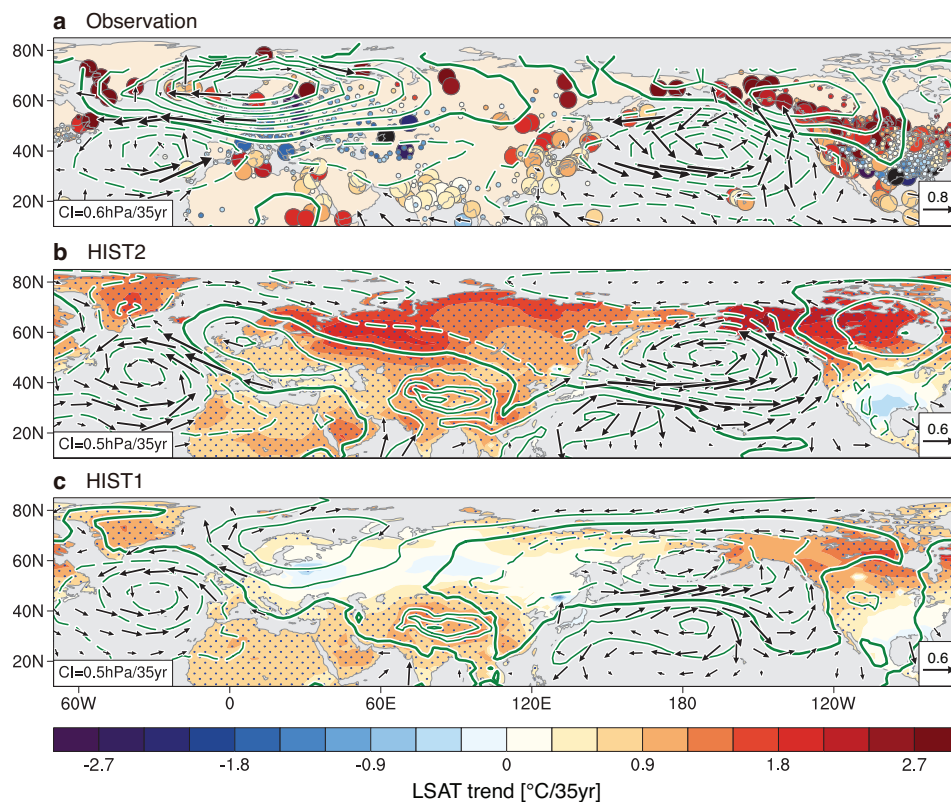 a Observation
80N
60N
40N
20N
CI=0.6hPa/35yr
0.8
b HIST2
80N
60N
40N
20N
CI=0.5hPa/35yr
0.6
c HIST1
80N
60N
40N
20N
CI=0.5hPa/35yr
0.6
60W 0 60E 120E 180 120W
-2.7 -1.8 -0.9 0 0.9 1.8 2.7
LSAT trend [°C/35yr]